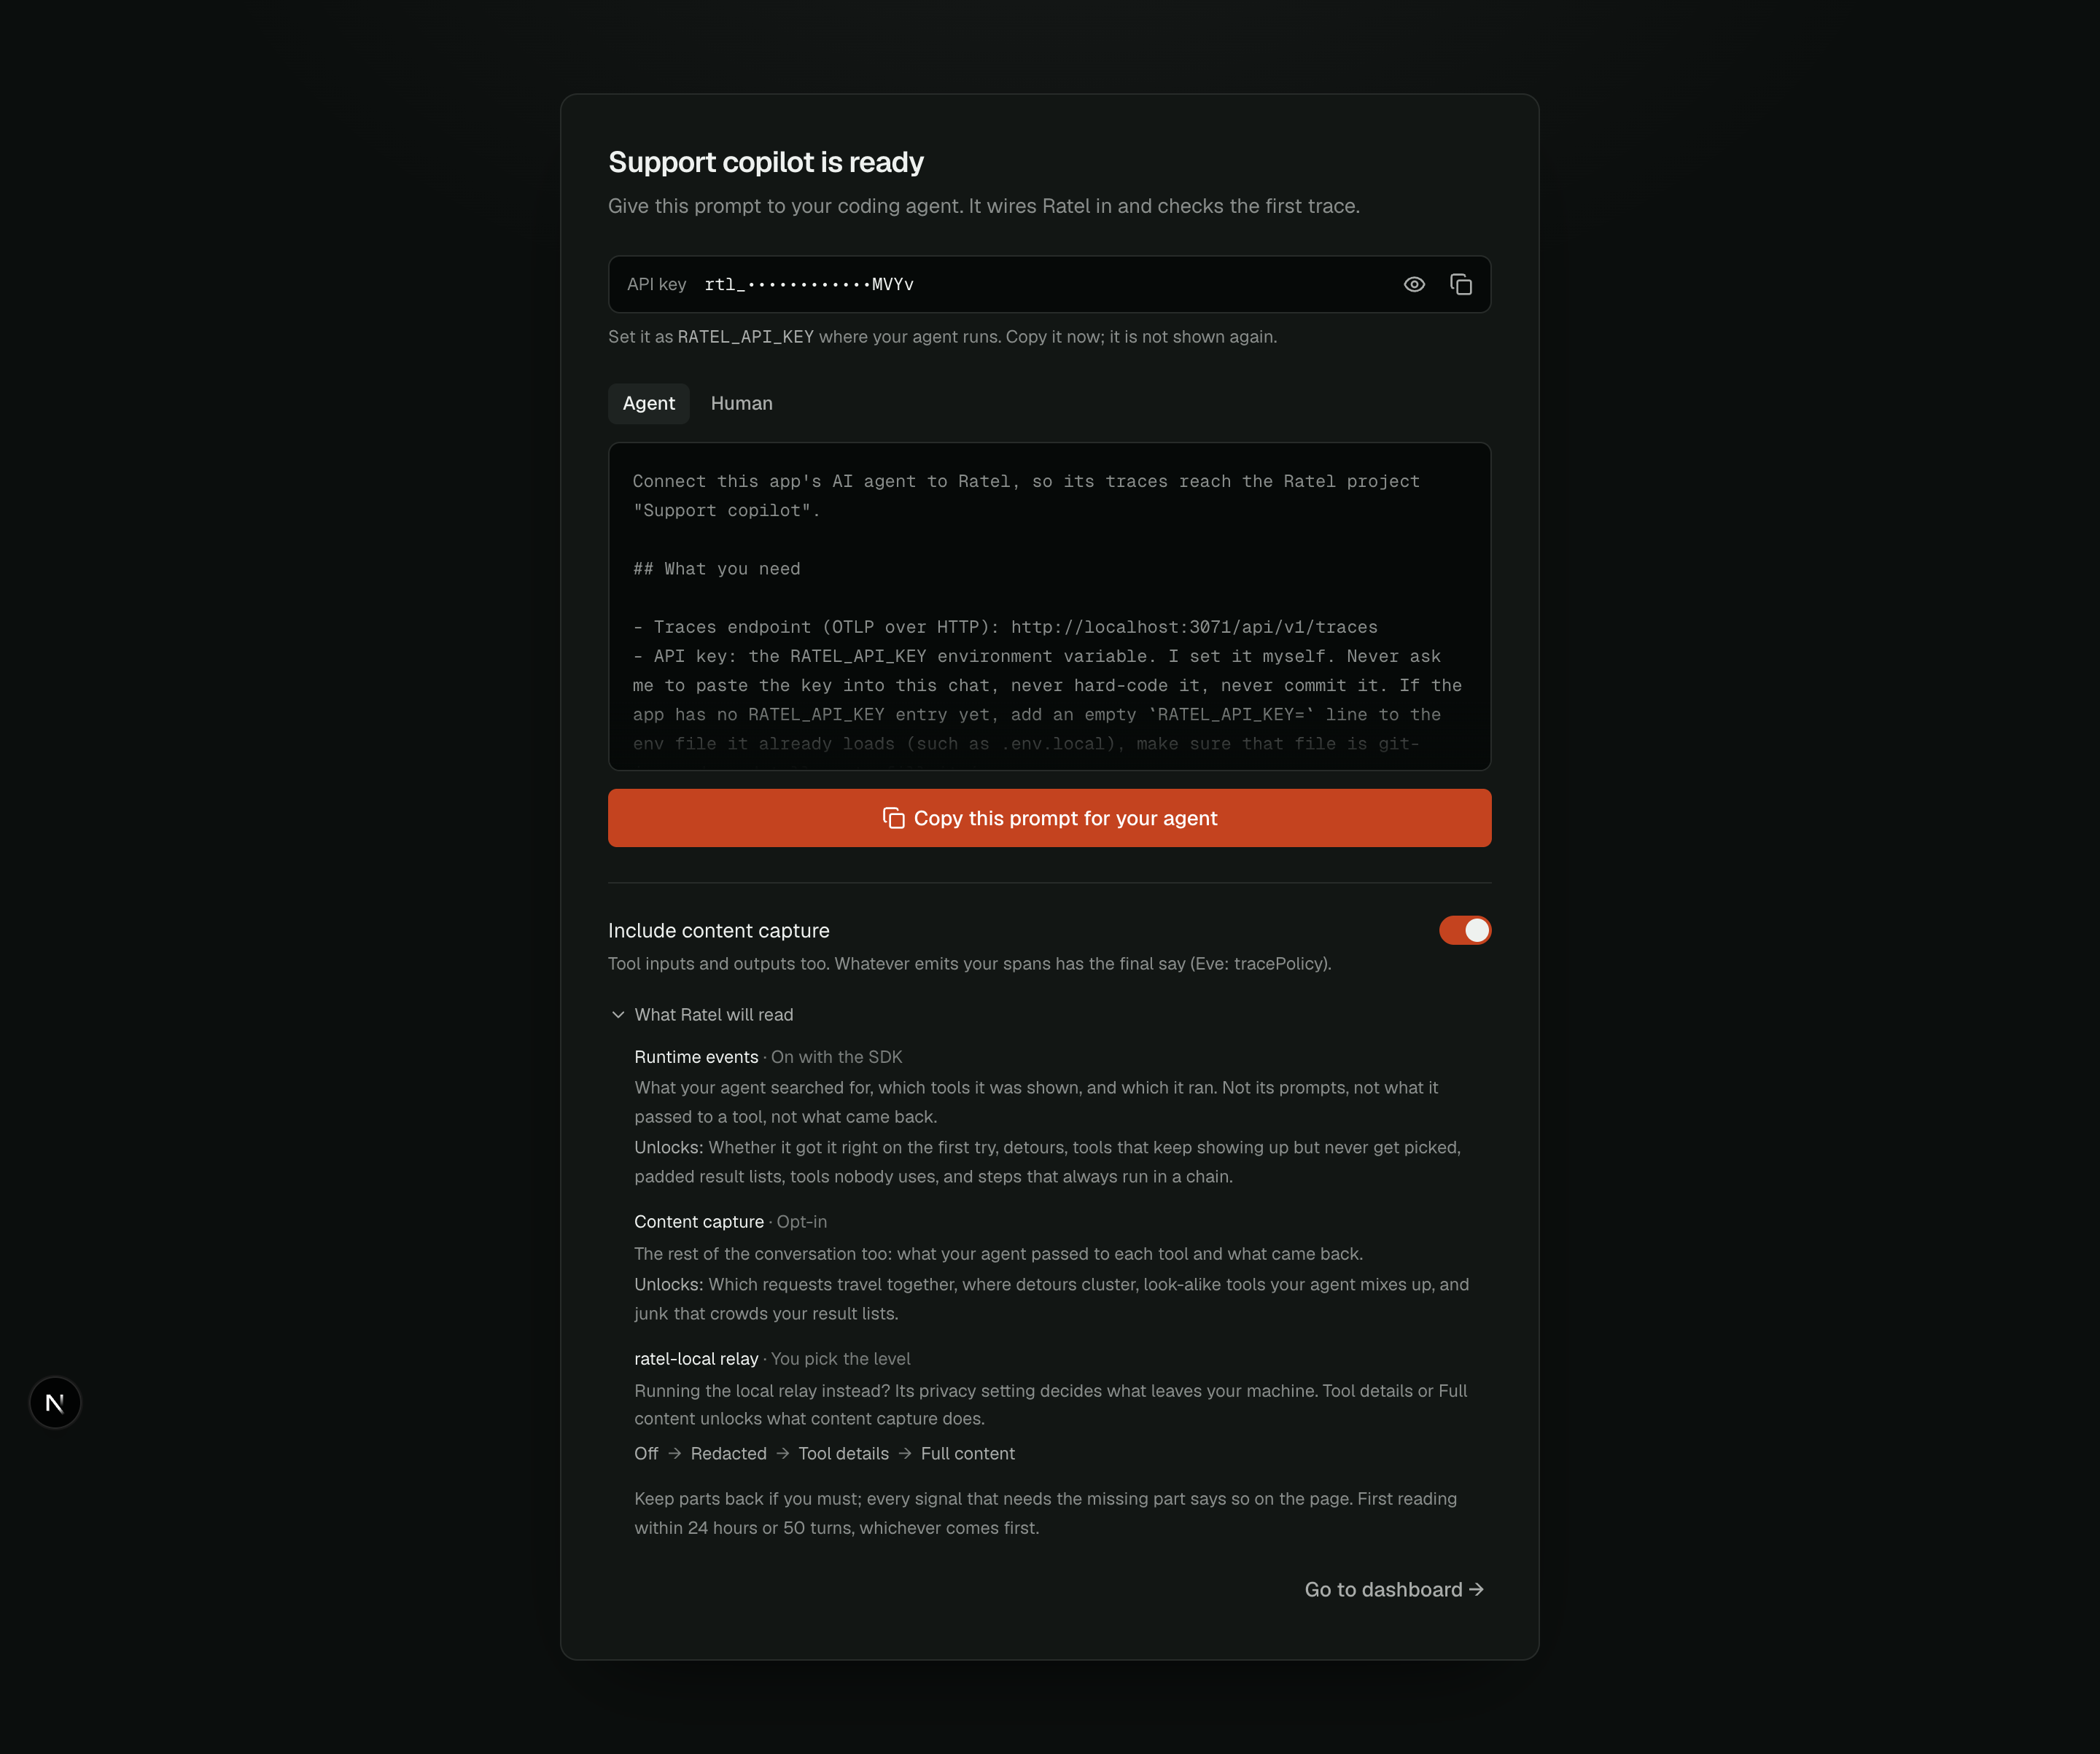 Support copilot is ready
Give this prompt to your coding agent. It wires Ratel in and checks the first trace.
API key rtl_••••••••••••MVYv
Set it as RATEL_API_KEY where your agent runs. Copy it now; it is not shown again.
Agent Human
Connect this app's AI agent to Ratel, so its traces reach the Ratel project
"Support copilot".
## What you need
- Traces endpoint (OTLP over HTTP): http://localhost:3071/api/v1/traces
- API key: the RATEL_API_KEY environment variable. I set it myself. Never ask
me to paste the key into this chat, never hard-code it, never commit it. If the
app has no RATEL_API_KEY entry yet, add an empty `RATEL_API_KEY=` line to the
env file it already loads (such as .env.local), make sure that file is git-
Copy this prompt for your agent
Include content capture
Tool inputs and outputs too. Whatever emits your spans has the final say (Eve: tracePolicy).
What Ratel will read
Runtime events · On with the SDK
What your agent searched for, which tools it was shown, and which it ran. Not its prompts, not what it
passed to a tool, not what came back.
Unlocks: Whether it got it right on the first try, detours, tools that keep showing up but never get picked,
padded result lists, tools nobody uses, and steps that always run in a chain.
Content capture · Opt-in
The rest of the conversation too: what your agent passed to each tool and what came back.
Unlocks: Which requests travel together, where detours cluster, look-alike tools your agent mixes up, and
junk that crowds your result lists.
ratel-local relay · You pick the level
Running the local relay instead? Its privacy setting decides what leaves your machine. Tool details or Full
content unlocks what content capture does.
Off → Redacted → Tool details → Full content
Keep parts back if you must; every signal that needs the missing part says so on the page. First reading
within 24 hours or 50 turns, whichever comes first.
Go to dashboard →
N